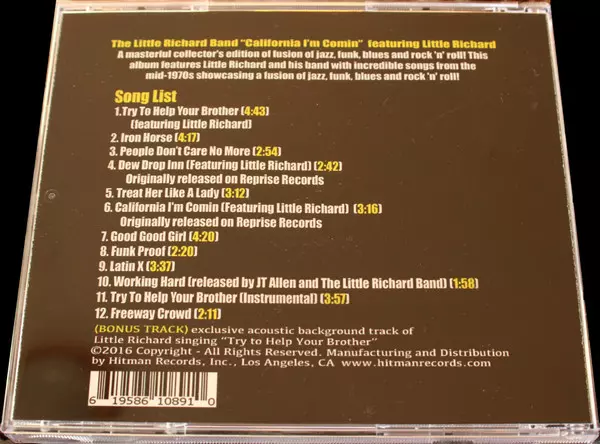 The Little Richard Band "California I'm Comin" featuring Little Richard
A masterful collector's edition of fusion of jazz, funk, blues and rock 'n' roll! This
album features Little Richard and his band with incredible songs from the
mid-1970s showcasing a fusion of jazz, funk, blues and rock 'n' roll!
Song List
1.Try To Help Your Brother (4:43)
(featuring Little Richard)
2. Iron Horse (4:17)
3. People Don't Care No More (2:54)
4. Dew Drop Inn (Featuring Little Richard) (2:42)
Originally released on Reprise Records
5. Treat Her Like A Lady (3:12)
6. California I'm Comin (Featuring Little Richard) (3:16)
Originally released on Reprise Records
7. Good Good Girl (4:20)
8. Funk Proof (2:20)
9. Latin X (3:37)
10. Working Hard (released by JT Allen and The Little Richard Band) (1:58)
11. Try To Help Your Brother (Instrumental) (3:57)
12. Freeway Crowd (2:11)
(BONUS TRACK) exclusive acoustic background track of
Little Richard singing "Try to Help Your Brother"
©2016 Copyright - All Rights Reserved. Manufacturing and Distribution
by Hitman Records, Inc., Los Angeles, CA www.hitmanrecords.com
6 19586 10891 0